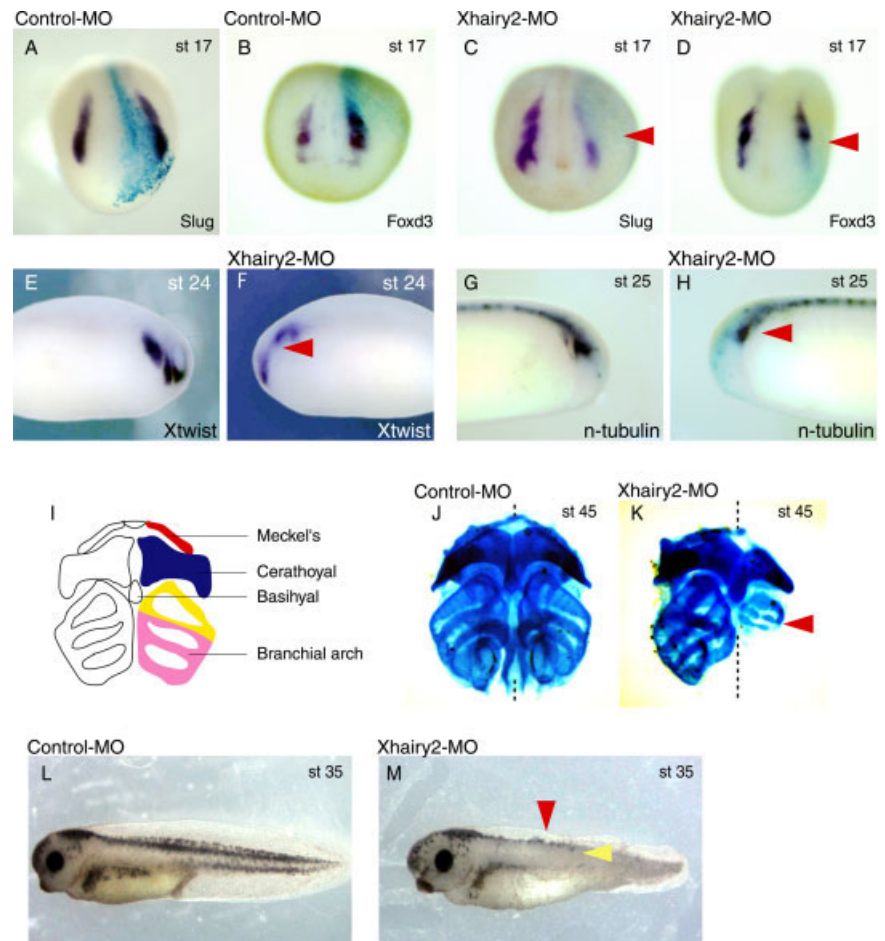 Control-MO Control-MO Xhairy2-MO Xhairy2-MO
A st 17 B st 17 C st 17 D st 17
Slug Foxd3 Slug Foxd3
Xhairy2-MO Xhairy2-MO
E st 24 F st 24 G st 25 H st 25
Xtwist Xtwist n-tubulin n-tubulin
Control-MO Xhairy2-MO
I J st 45 K st 45
Meckel's
Cerathoyal
Basihyal
Branchial arch
Control-MO Xhairy2-MO
L st 35 M st 35